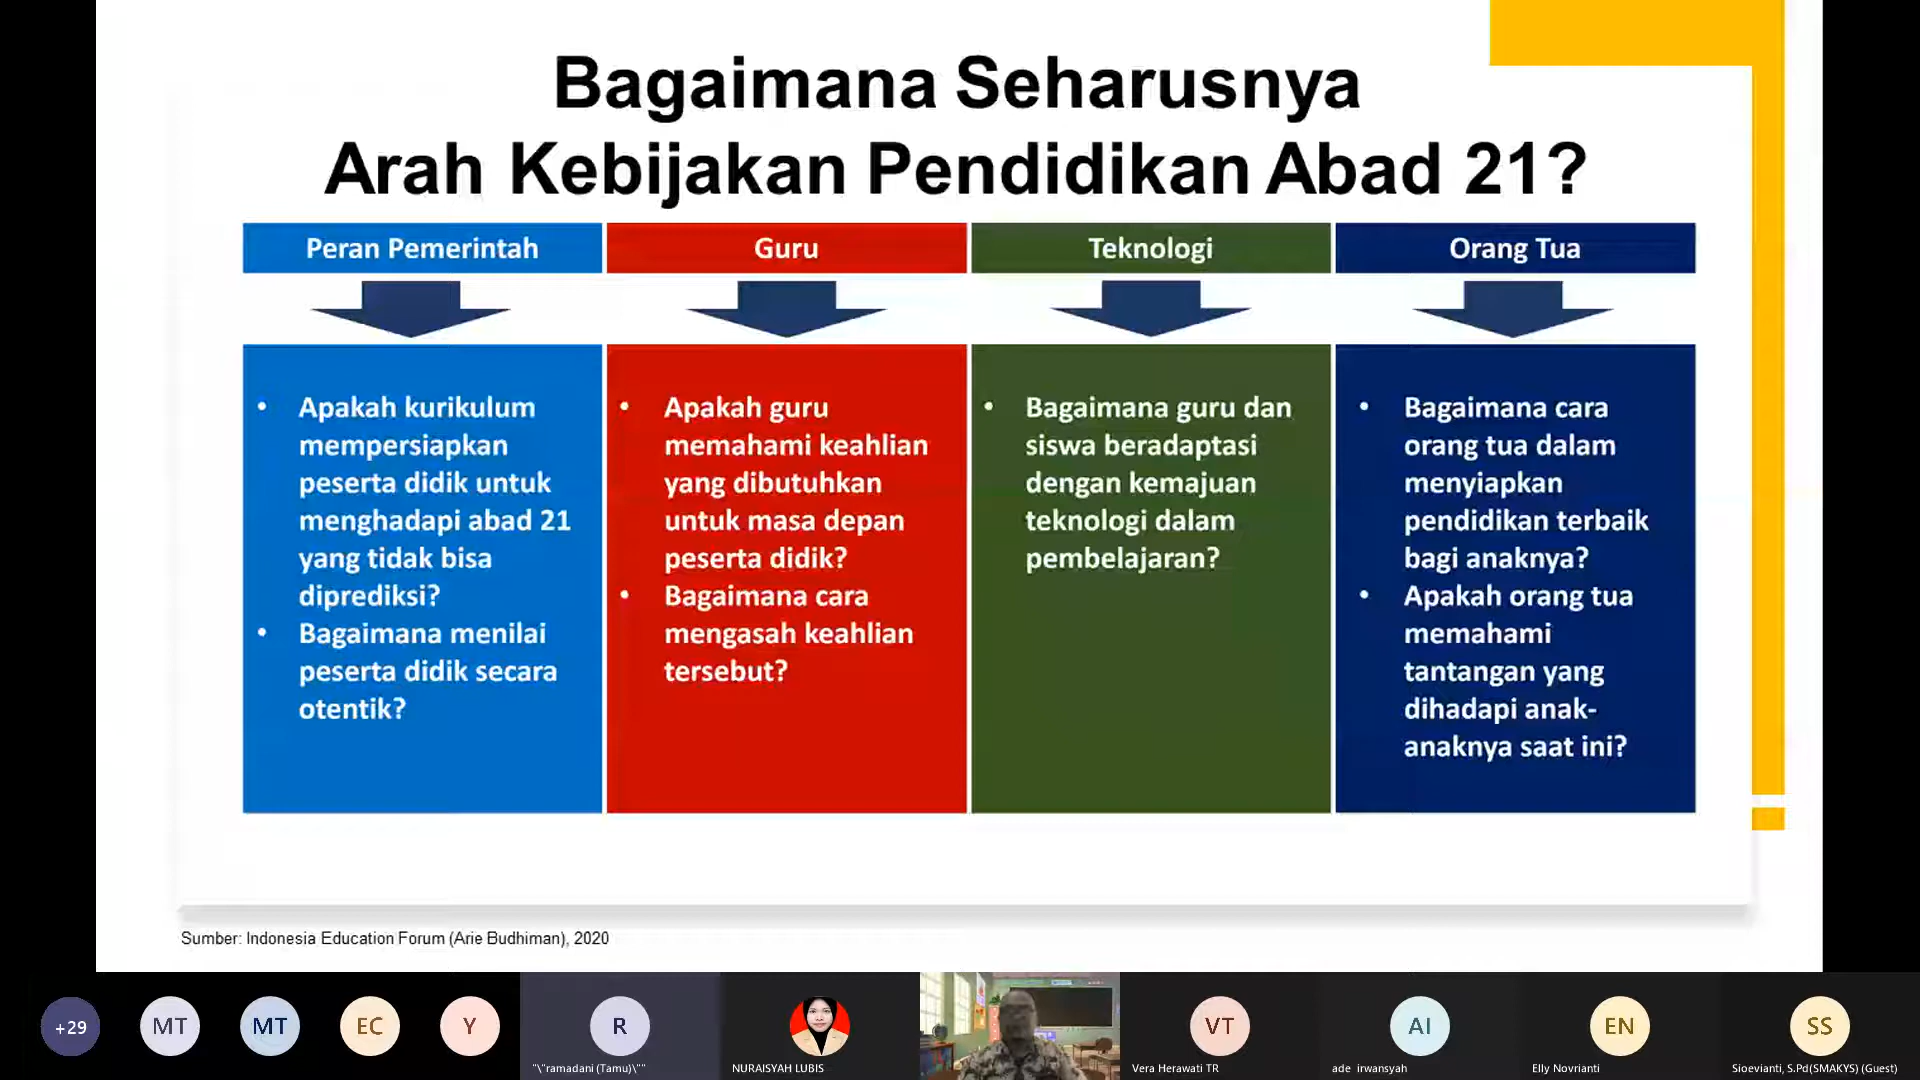 Bagaimana Seharusnya
Arah Kebijakan Pendidikan Abad 21?
Peran Pemerintah
Guru
Teknologi
Orang Tua
• Apakah kurikulum
mempersiapkan
peserta didik untuk
menghadapi abad 21
yang tidak bisa
diprediksi?
• Bagaimana menilai
peserta didik secara
otentik?
• Apakah guru
memahami keahlian
yang dibutuhkan
untuk masa depan
peserta didik?
• Bagaimana cara
mengasah keahlian
tersebut?
• Bagaimana guru dan
siswa beradaptasi
dengan kemajuan
teknologi dalam
pembelajaran?
• Bagaimana cara
orang tua dalam
menyiapkan
pendidikan terbaik
bagi anaknya?
• Apakah orang tua
memahami
tantangan yang
dihadapi anak-
anaknya saat ini?
Sumber: Indonesia Education Forum (Arie Budhiman), 2020
+29
MT
MT
EC
Y
R
"\"ramadani (Tamu)\""
NURAISYAH LUBIS
VT
Vera Herawati TR
AI
ade irwansyah
EN
Elly Novrianti
SS
Sioevianti, S.Pd(SMAKYS) (Guest)